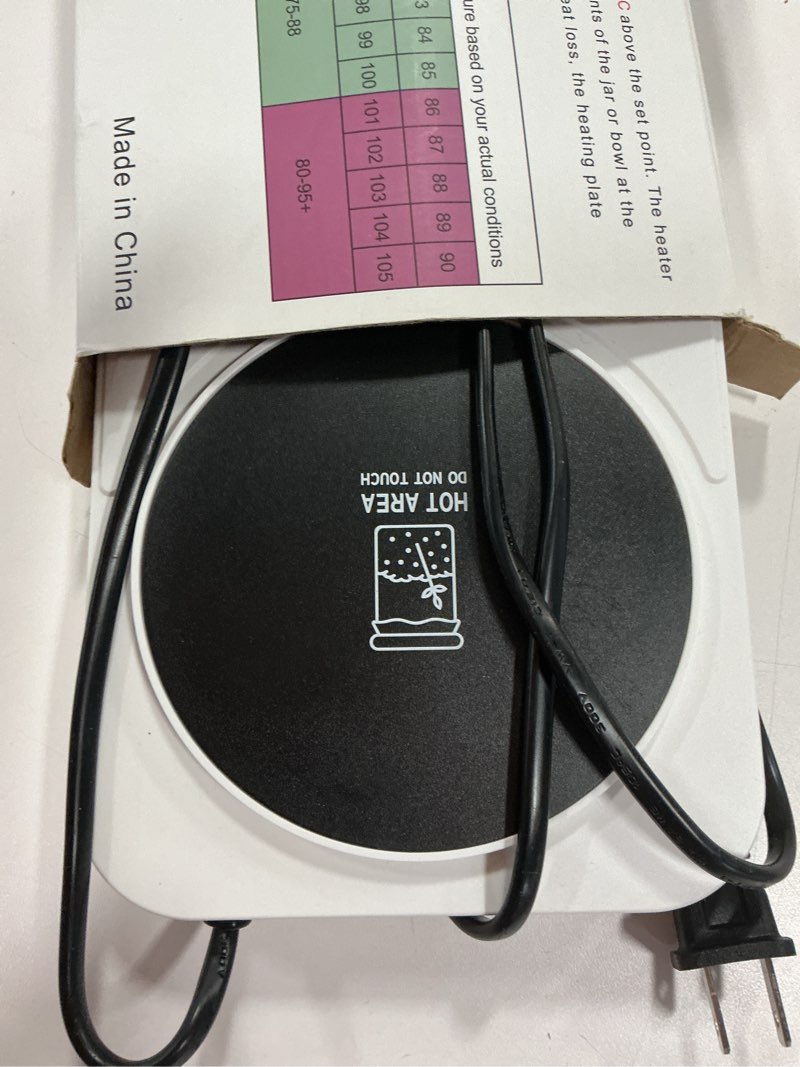 C above the set point. The heater
nts of the jar or bowl at the
eat loss, the heating plate
ure based on your actual conditions
3 84 85 86 87 88 89 90
98 99 100 101 102 103 104 105
75-88 80-95+
Made in China
HOT AREA
DO NOT TOUCH